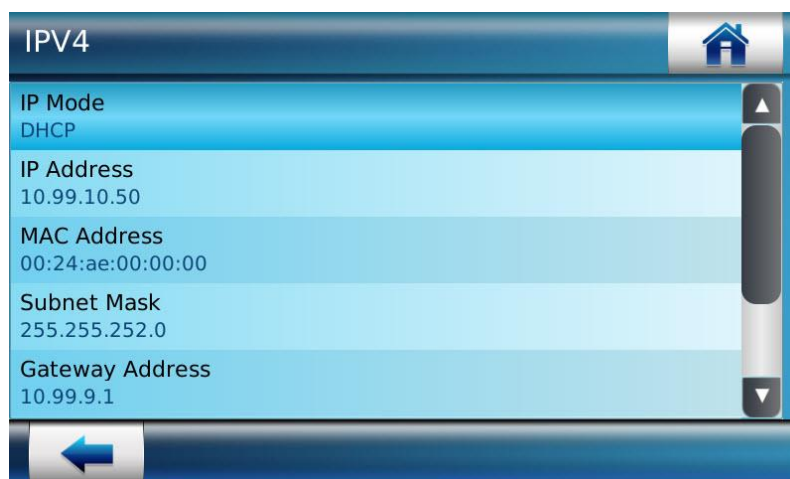 IPV4
IP Mode
DHCP
IP Address
10.99.10.50
MAC Address
00:24:ae:00:00:00
Subnet Mask
255.255.252.0
Gateway Address
10.99.9.1